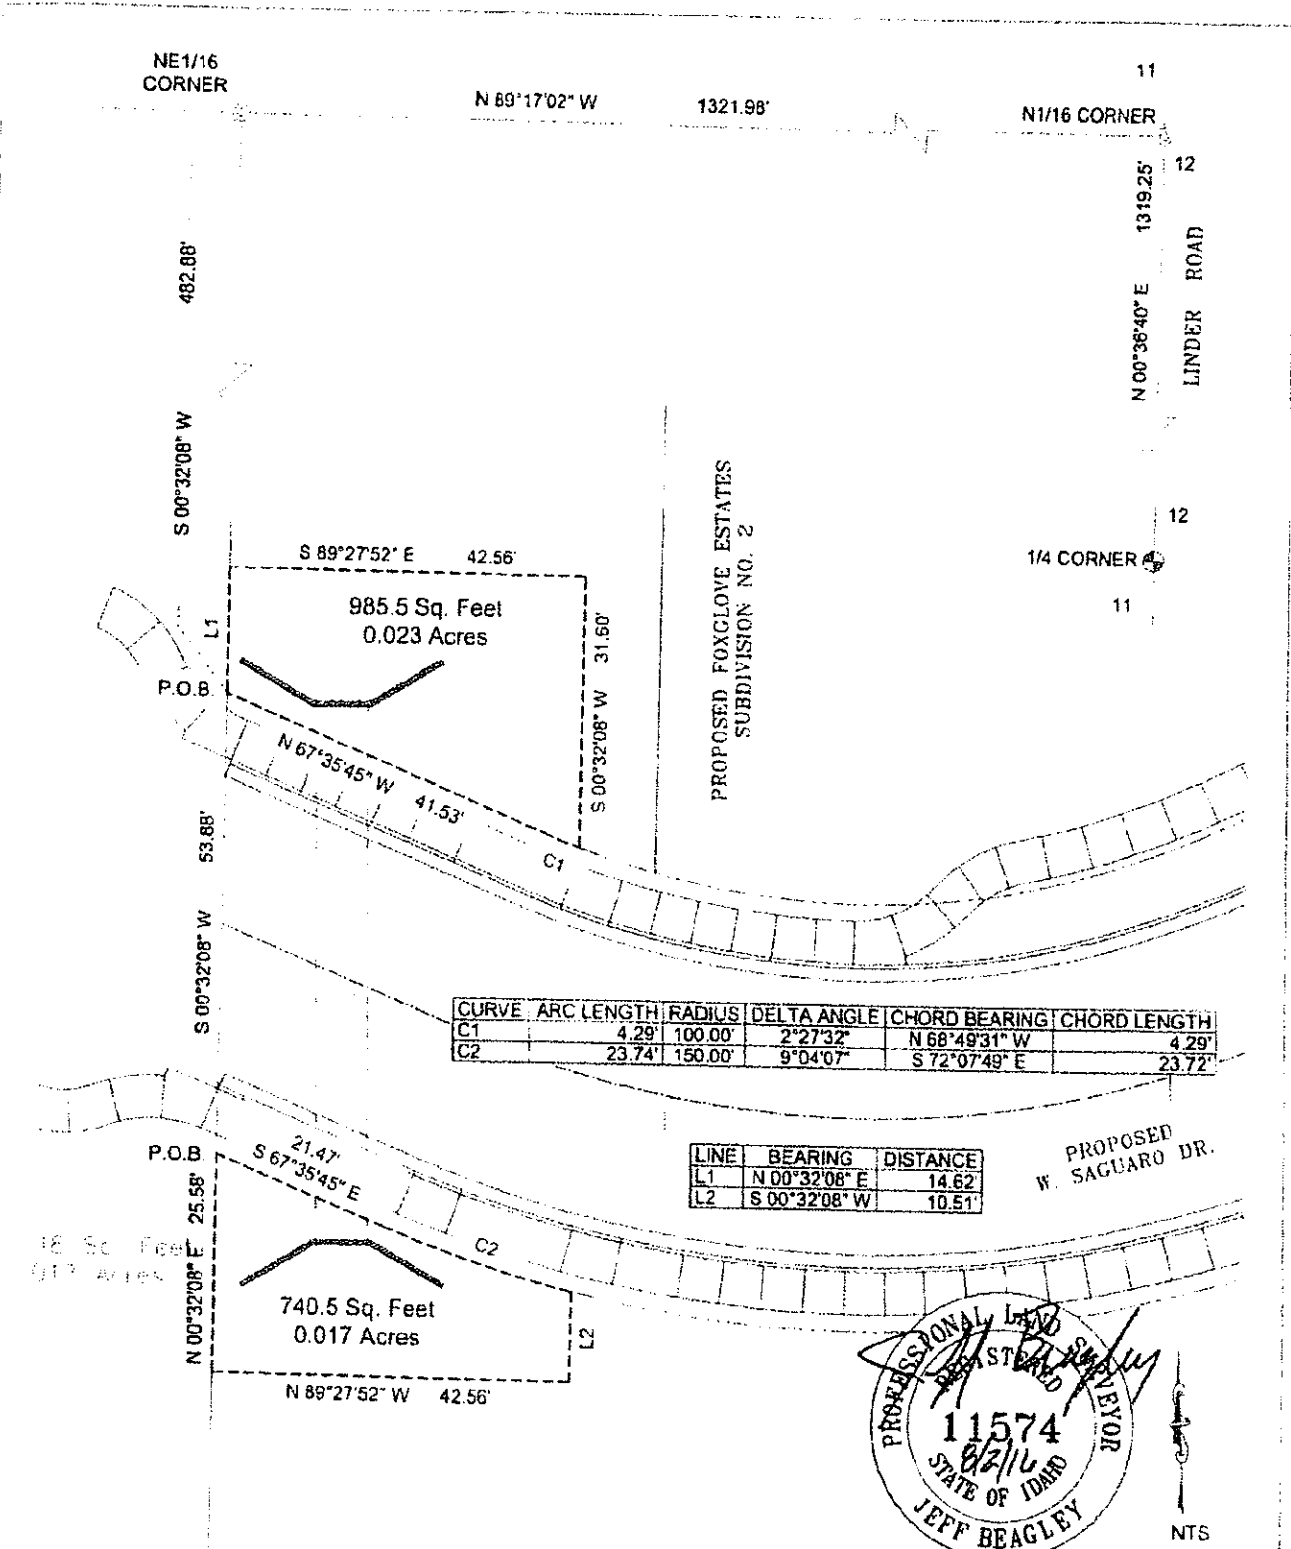 NE1/16
CORNER
N 89°17'02" W 1321.98'
11
N1/16 CORNER
12
1319.25'
N 00°36'40" E
LINDER ROAD
482.88'
S 00°32'08" W
12
1/4 CORNER
11
PROPOSED FOXGLOVE ESTATES
SUBDIVISION NO. 2
S 89°27'52" E 42.56'
985.5 Sq. Feet
0.023 Acres
L1
S 00°32'08" W 31.60'
P.O.B.
N 67°35'45" W 41.53'
C1
S 00°32'08" W 53.88'
CURVE ARC LENGTH RADIUS DELTA ANGLE CHORD BEARING CHORD LENGTH
C1 4.29' 100.00' 2°27'32" N 68°49'31" W 4.29'
C2 23.74' 150.00' 9°04'07" S 72°07'49" E 23.72'
LINE BEARING DISTANCE
L1 N 00°32'08" E 14.62'
L2 S 00°32'08" W 10.51'
PROPOSED
W. SAGUARO DR.
P.O.B.
21.47'
S 67°35'45" E
C2
N 00°32'08" E 25.58'
740.5 Sq. Feet
0.017 Acres
L2
N 89°27'52" W 42.56'
PROFESSIONAL LAND SURVEYOR
REGISTERED
11574
8/2/16
STATE OF IDAHO
JEFF BEAGLEY
NTS